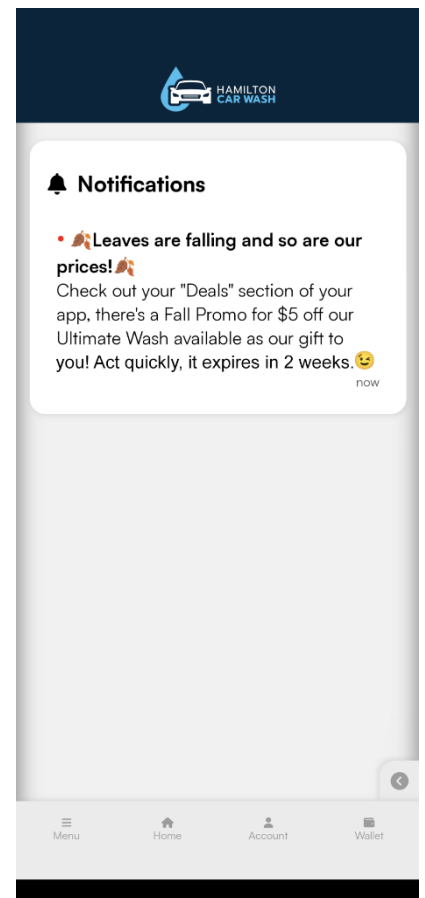 HAMILTON
CAR WASH
Notifications
• 🍂Leaves are falling and so are our
prices!🍂
Check out your "Deals" section of your
app, there's a Fall Promo for $5 off our
Ultimate Wash available as our gift to
you! Act quickly, it expires in 2 weeks.😉
now
Menu
Home
Account
Wallet